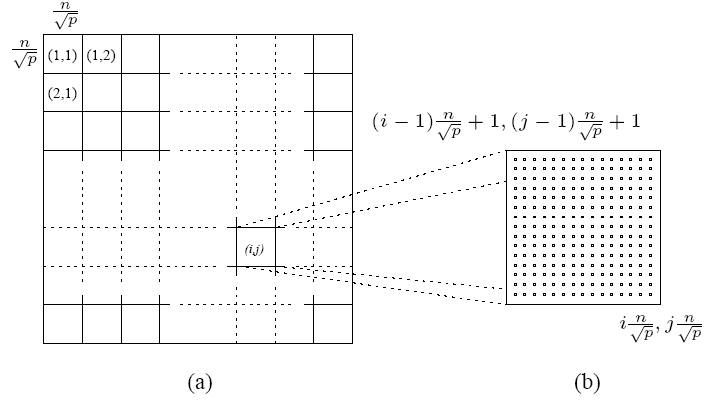 n/√p
n/√p (1,1) (1,2)
(2,1)
(i − 1) n/√p + 1, (j − 1) n/√p + 1
(i,j)
i n/√p, j n/√p
(a) (b)